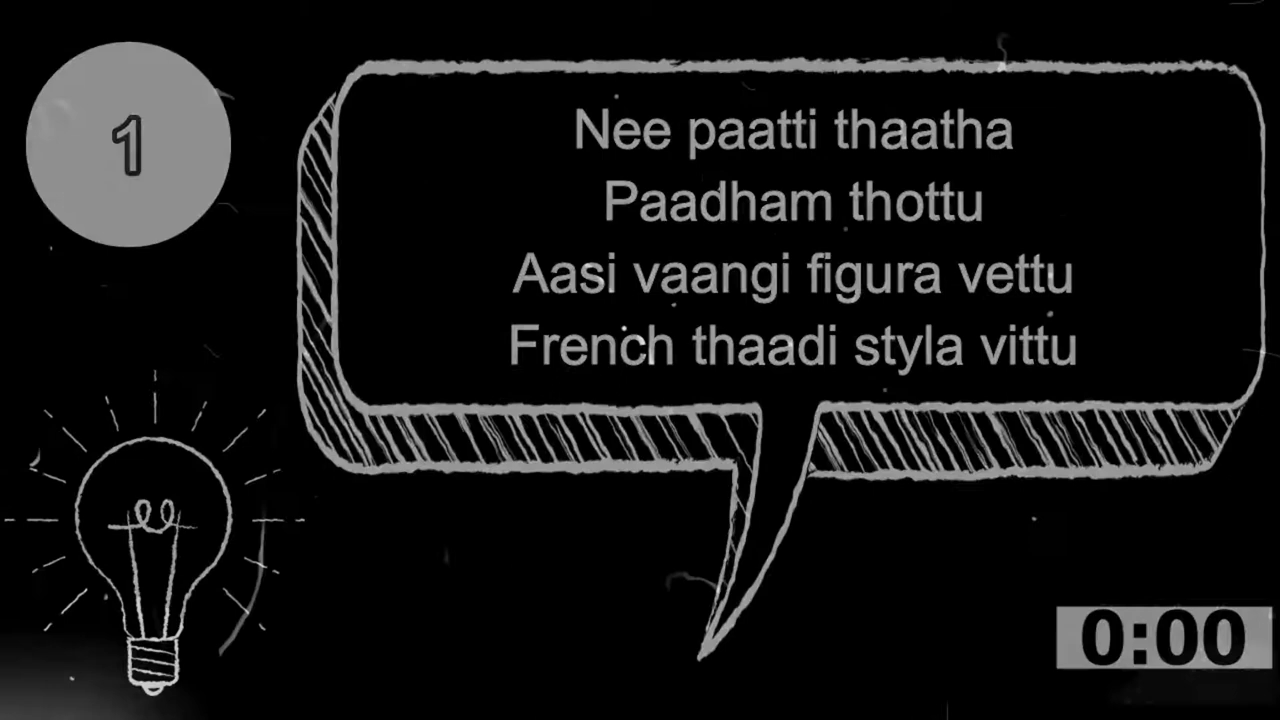 1
Nee paatti thaatha
Paadham thottu
Aasi vaangi figura vettu
French thaadi styla vittu
0:00